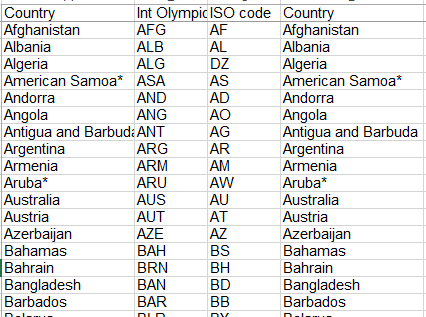 Country Int Olympic ISO code Country
Afghanistan AFG AF Afghanistan
Albania ALB AL Albania
Algeria ALG DZ Algeria
American Samoa* ASA AS American Samoa*
Andorra AND AD Andorra
Angola ANG AO Angola
Antigua and Barbuda ANT AG Antigua and Barbuda
Argentina ARG AR Argentina
Armenia ARM AM Armenia
Aruba* ARU AW Aruba*
Australia AUS AU Australia
Austria AUT AT Austria
Azerbaijan AZE AZ Azerbaijan
Bahamas BAH BS Bahamas
Bahrain BRN BH Bahrain
Bangladesh BAN BD Bangladesh
Barbados BAR BB Barbados
Belarus BLR BY Belarus